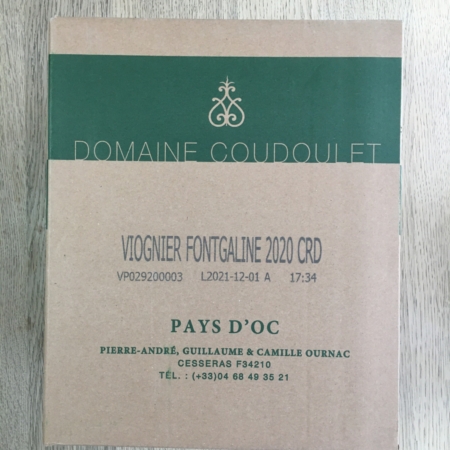 DOMAINE COUDOULET
VIOGNIER FONTGALINE 2020 CRD
VP029200003 L2021-12-01 A 17:34
PAYS D'OC
PIERRE-ANDRÉ, GUILLAUME & CAMILLE OURNAC
CESSERAS F34210
TÉL. : (+33)04 68 49 35 21